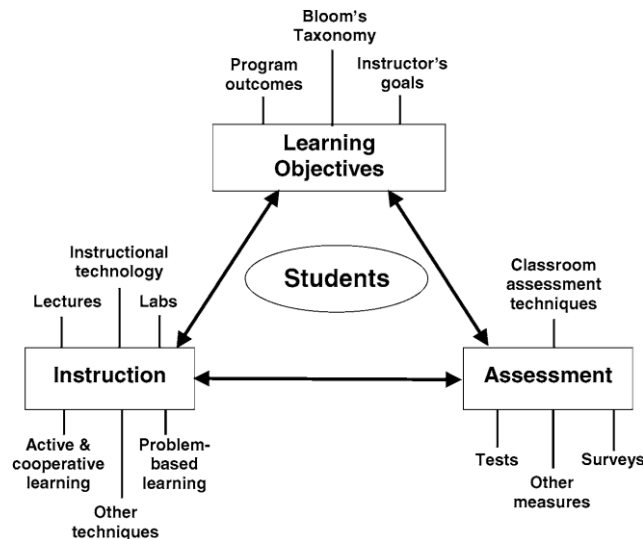 Bloom's
Taxonomy
Program
outcomes
Instructor's
goals
Learning
Objectives
Instructional
technology
Lectures
Labs
Students
Classroom
assessment
techniques
Instruction
Assessment
Active &
cooperative
learning
Problem-
based
learning
Other
techniques
Tests
Other
measures
Surveys